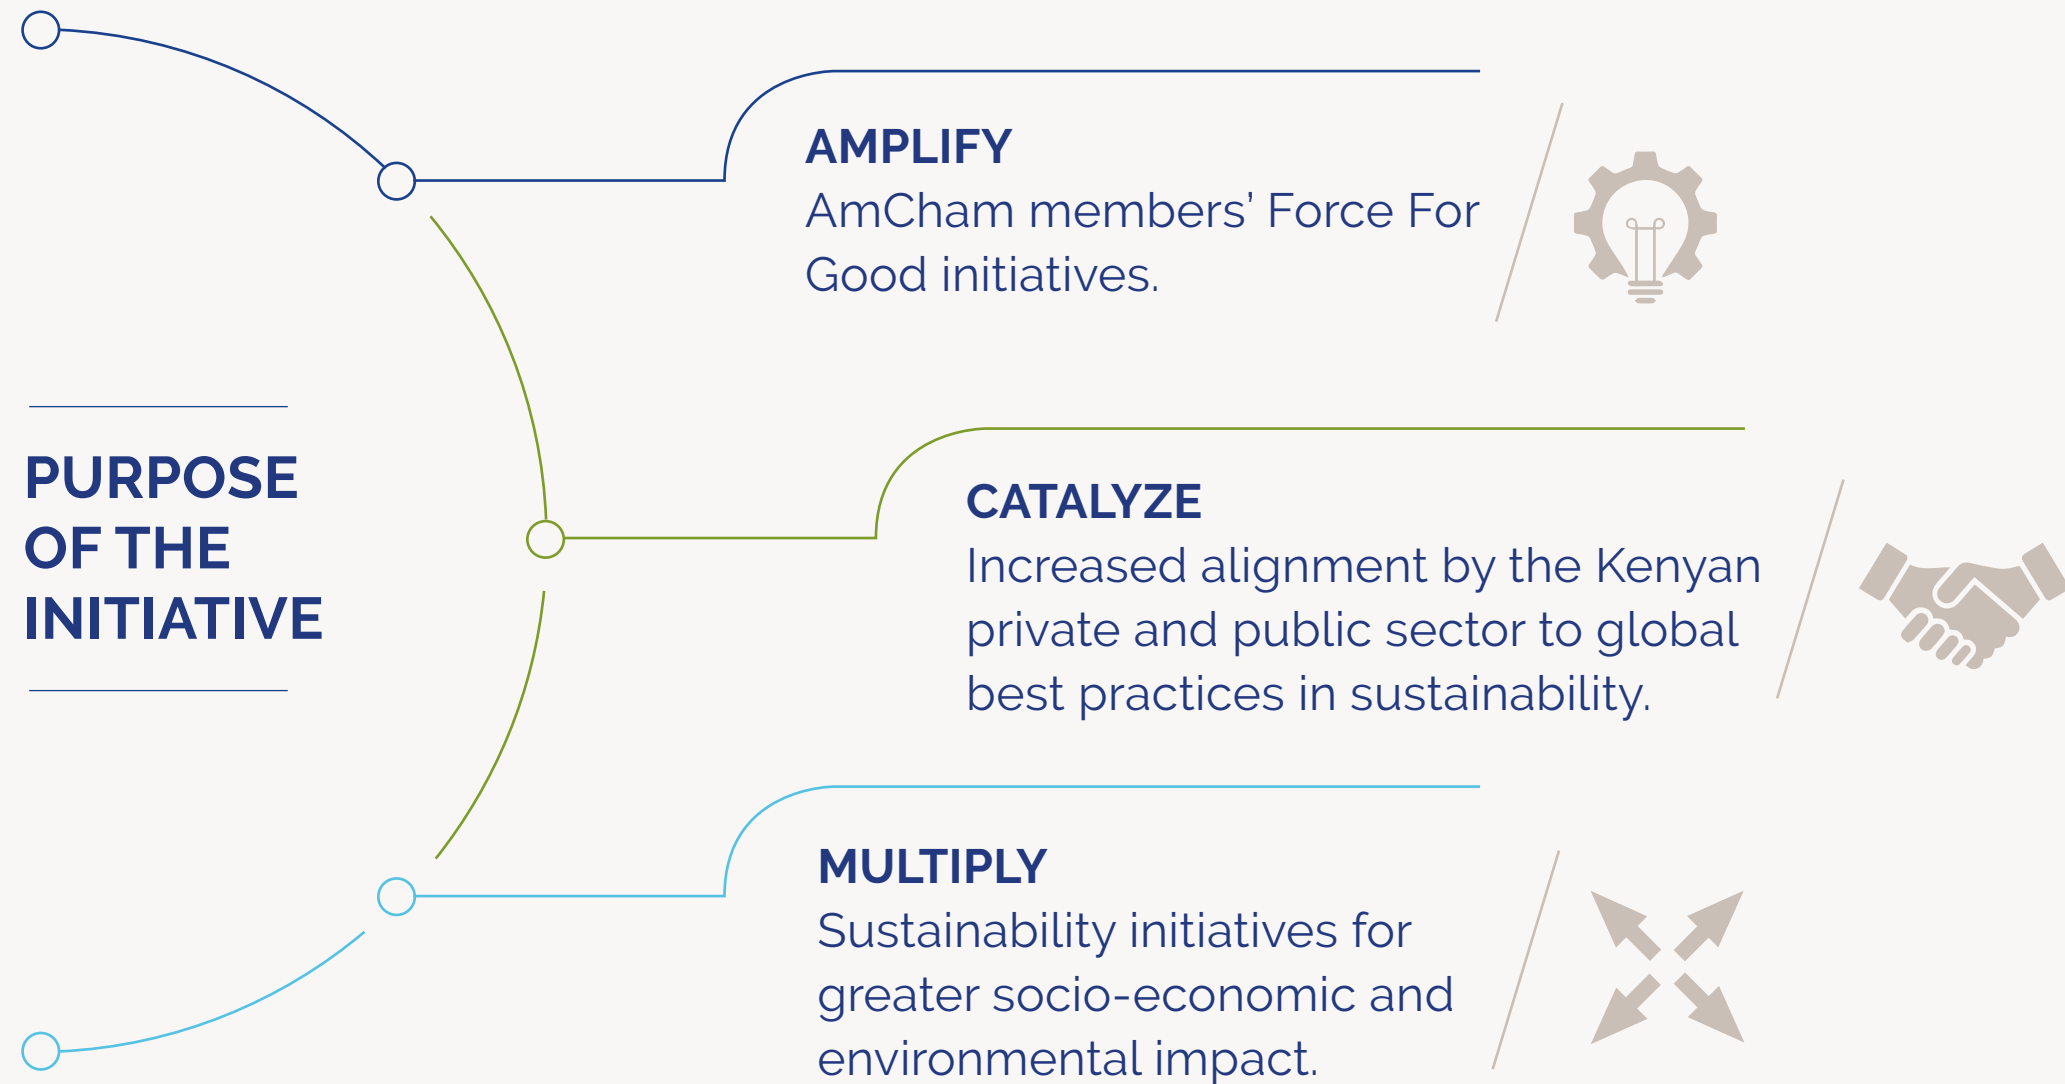 PURPOSE
OF THE
INITIATIVE
AMPLIFY
AmCham members’ Force For
Good initiatives.
CATALYZE
Increased alignment by the Kenyan
private and public sector to global
best practices in sustainability.
MULTIPLY
Sustainability initiatives for
greater socio-economic and
environmental impact.